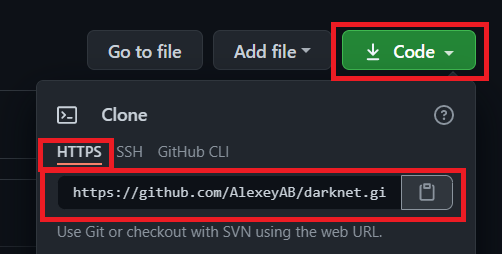 Go to file Add file Code
Clone
HTTPS SSH GitHub CLI
https://github.com/AlexeyAB/darknet.gi
Use Git or checkout with SVN using the web URL.